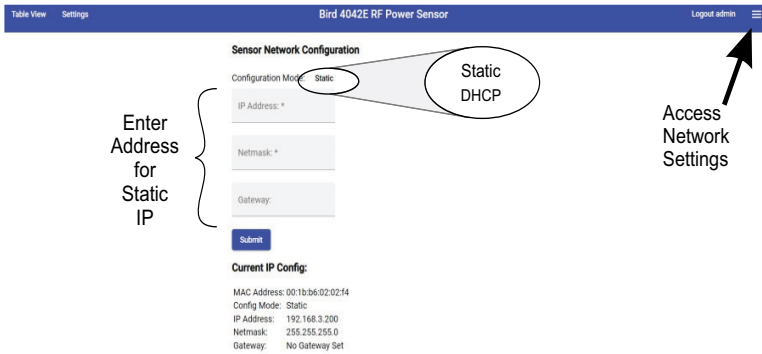 Table View Settings Bird 4042E RF Power Sensor Logout admin
Sensor Network Configuration
Configuration Mode: Static
Static
DHCP
IP Address: *
Netmask: *
Gateway:
Enter
Address
for
Static
IP
Access
Network
Settings
Submit
Current IP Config:
MAC Address: 00:1b:b6:02:02:f4
Config Mode: Static
IP Address: 192.168.3.200
Netmask: 255.255.255.0
Gateway: No Gateway Set